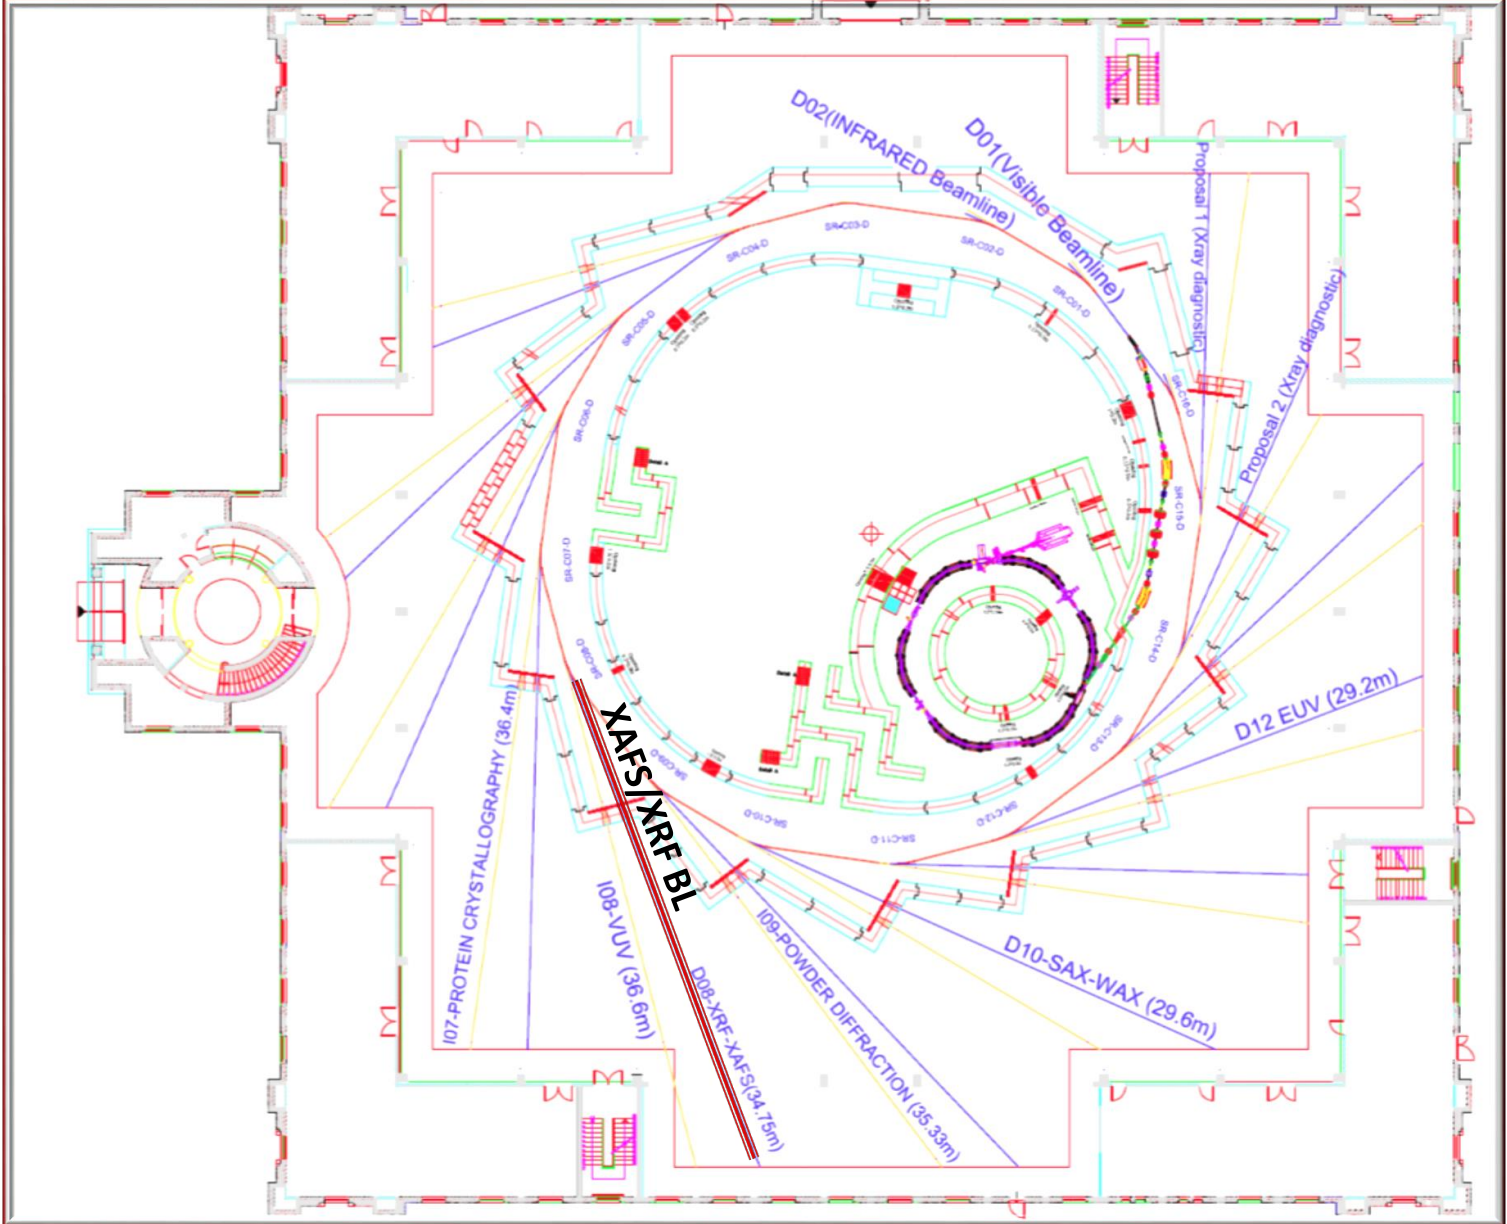 D02(INFRARED Beamline)
D01(Visible Beamline)
Proposal 1 (Xray diagnostic)
Proposal 2 (Xray diagnostic)
SR-C03-D
SR-C02-D
SR-C04-D
SR-C01-D
SR-C05-D
SR-C16-D
SR-C06-D
SR-C15-D
SR-C07-D
SR-C14-D
SR-C08-D
SR-C13-D
SR-C09-D
SR-C12-D
SR-C10-D
SR-C11-D
XAFS/XRF BL
D12 EUV (29.2m)
I07-PROTEIN CRYSTALLOGRAPHY (36.4m)
I08-VUV (36.6m)
D08-XRF-XAFS(34.75m)
I09-POWDER DIFFRACTION (35.33m)
D10-SAX-WAX (29.6m)